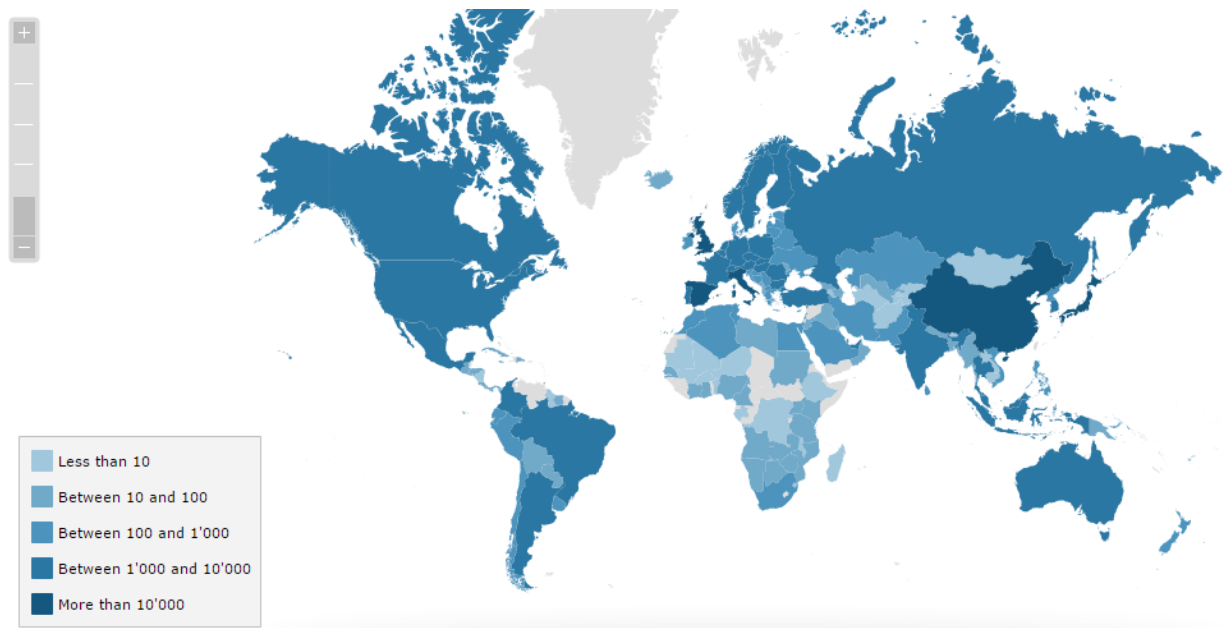 +
−
Less than 10
Between 10 and 100
Between 100 and 1'000
Between 1'000 and 10'000
More than 10'000